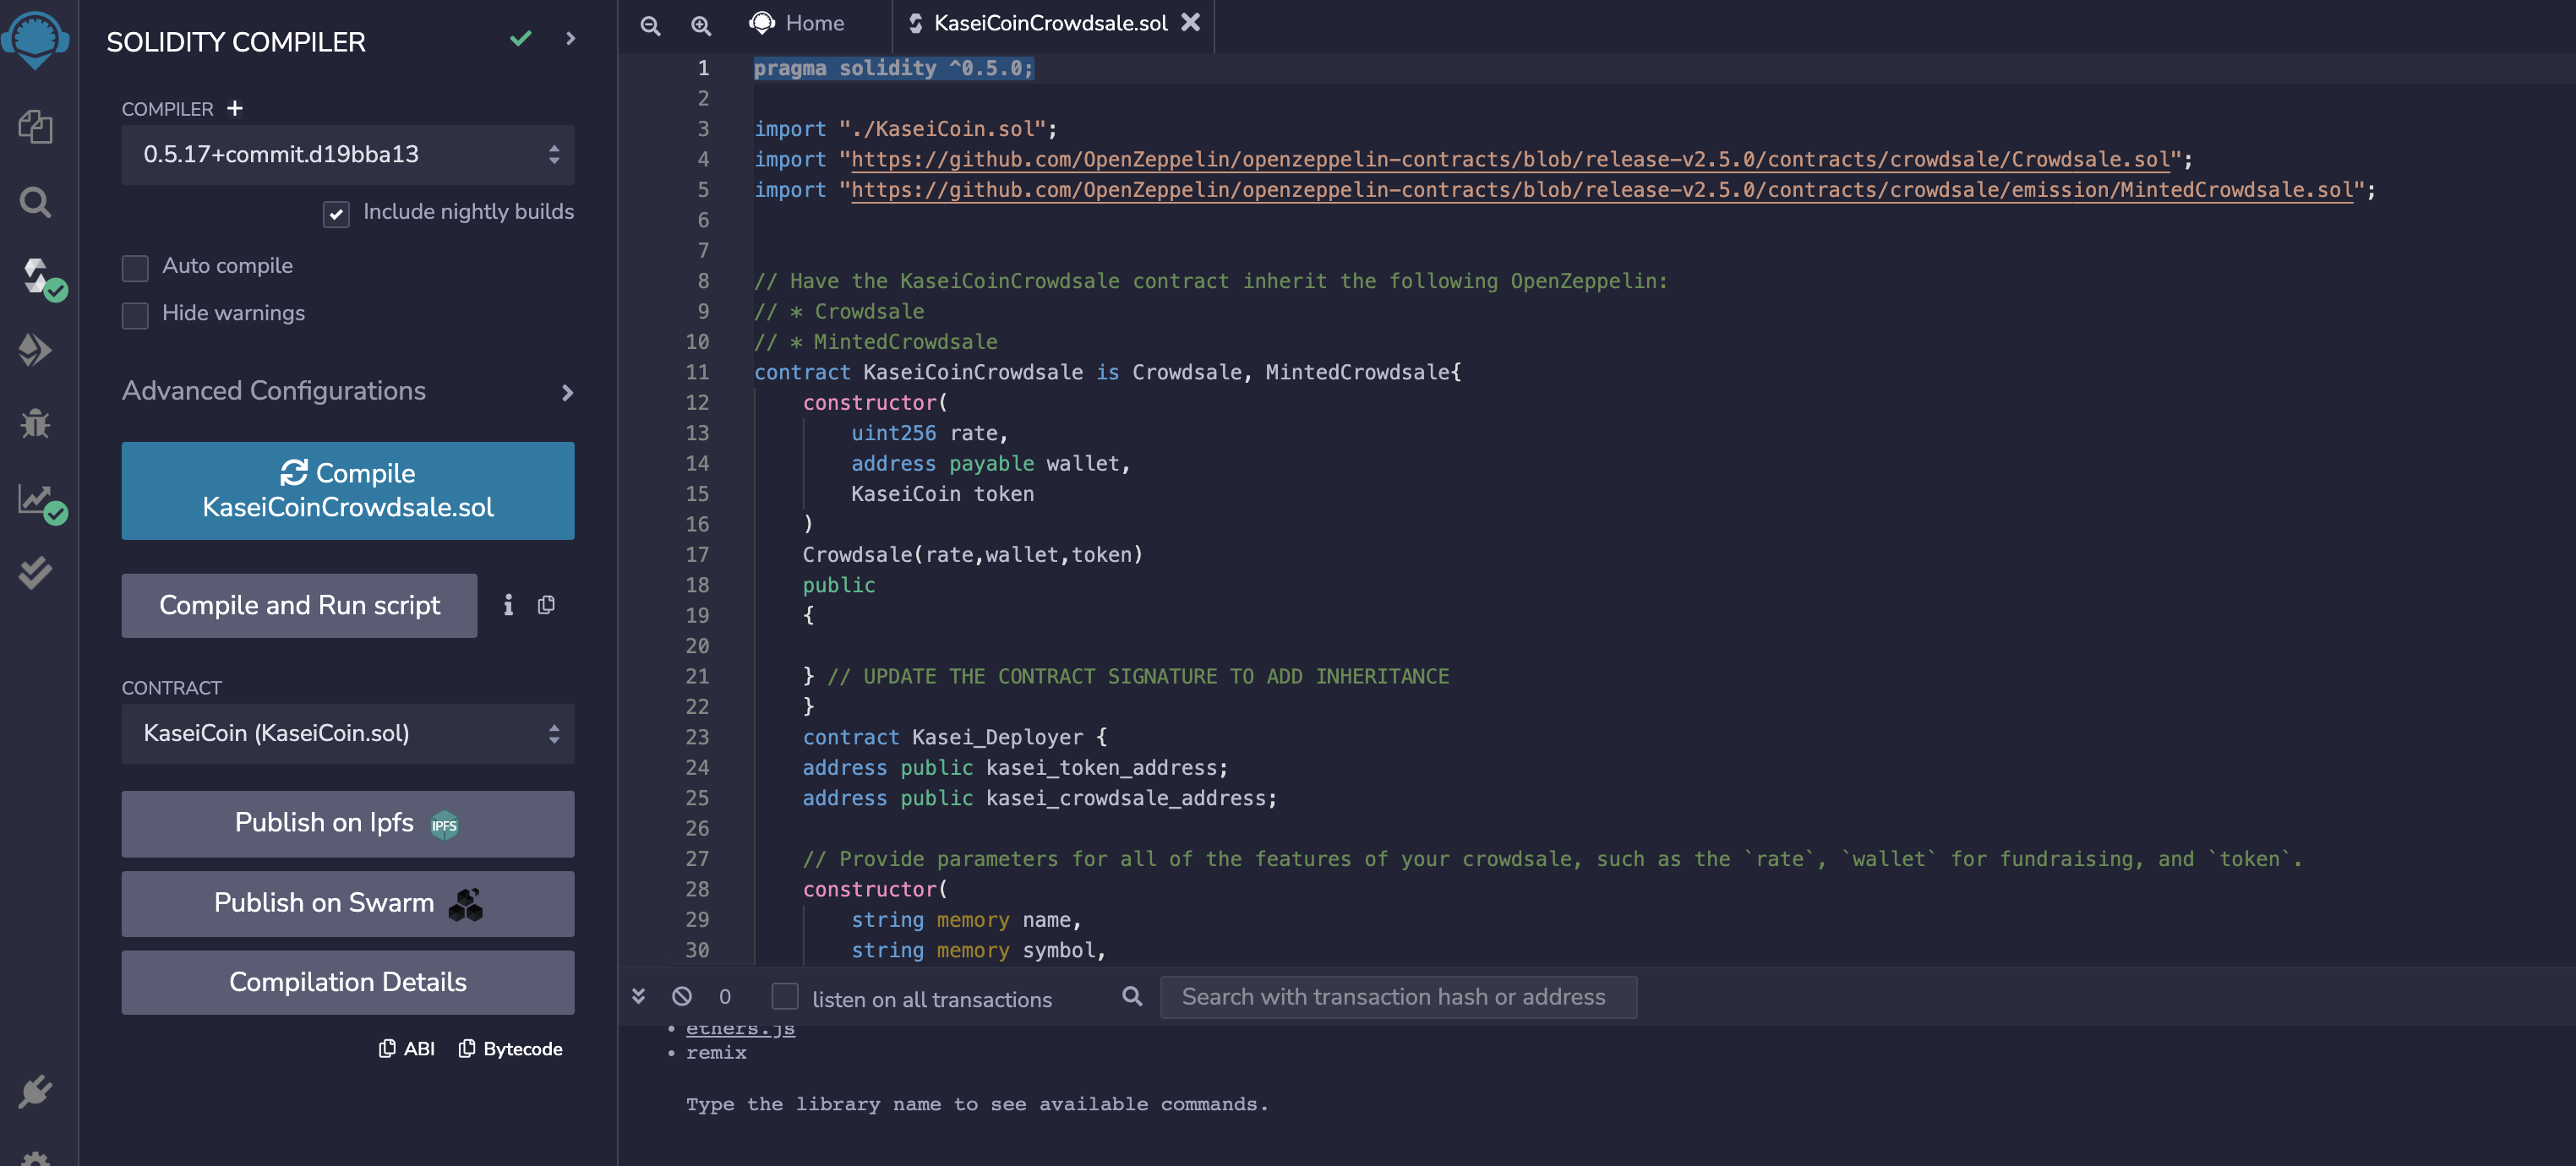 SOLIDITY COMPILER
COMPILER +
0.5.17+commit.d19bba13
Include nightly builds
Auto compile
Hide warnings
Advanced Configurations
Compile
KaseiCoinCrowdsale.sol
Compile and Run script
CONTRACT
KaseiCoin (KaseiCoin.sol)
Publish on Ipfs IPFS
Publish on Swarm
Compilation Details
ABI Bytecode
Home KaseiCoinCrowdsale.sol
1 pragma solidity ^0.5.0;
2
3 import "./KaseiCoin.sol";
4 import "https://github.com/OpenZeppelin/openzeppelin-contracts/blob/release-v2.5.0/contracts/crowdsale/Crowdsale.sol";
5 import "https://github.com/OpenZeppelin/openzeppelin-contracts/blob/release-v2.5.0/contracts/crowdsale/emission/MintedCrowdsale.sol";
6
7
8 // Have the KaseiCoinCrowdsale contract inherit the following OpenZeppelin:
9 // * Crowdsale
10 // * MintedCrowdsale
11 contract KaseiCoinCrowdsale is Crowdsale, MintedCrowdsale{
12 constructor(
13 uint256 rate,
14 address payable wallet,
15 KaseiCoin token
16 )
17 Crowdsale(rate,wallet,token)
18 public
19 {
20
21 } // UPDATE THE CONTRACT SIGNATURE TO ADD INHERITANCE
22 }
23 contract Kasei_Deployer {
24 address public kasei_token_address;
25 address public kasei_crowdsale_address;
26
27 // Provide parameters for all of the features of your crowdsale, such as the `rate`, `wallet` for fundraising, and `token`.
28 constructor(
29 string memory name,
30 string memory symbol,
0 listen on all transactions Search with transaction hash or address
• ethers.js
• remix
Type the library name to see available commands.